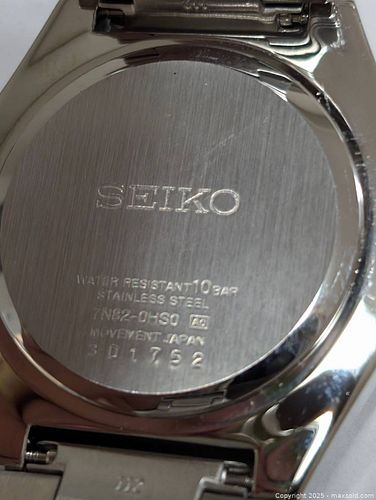 SEIKO
WATER RESISTANT 10 BAR
STAINLESS STEEL
7N82-0HS0
MOVEMENT JAPAN
301752
Copyright 2025 - maxsold.com